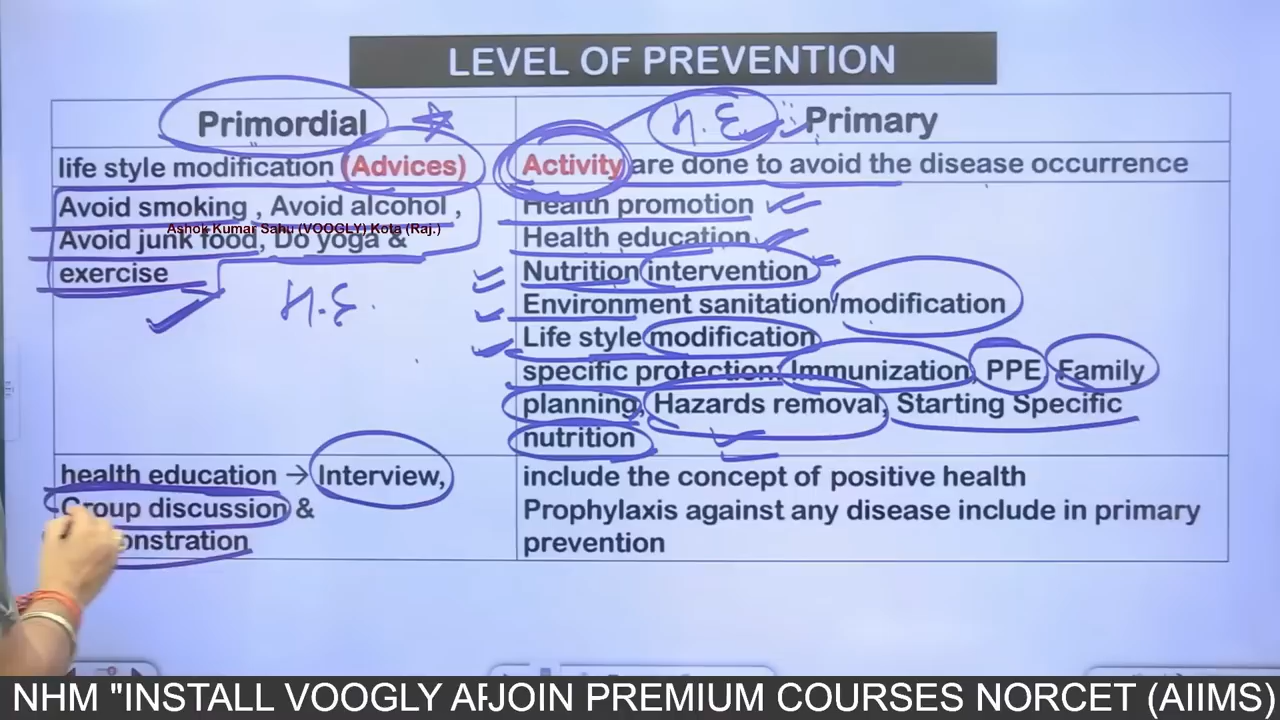 LEVEL OF PREVENTION
Primordial
H.E
Primary
life style modification (Advices)
Activity are done to avoid the disease occurrence
Avoid smoking , Avoid alcohol ,
Avoid junk food, Do yoga &
exercise
Ashok Kumar Sahu (VOOGLY) Kota (Raj.)
H.E.
Health promotion
Health education
Nutrition intervention
Environment sanitation/modification
Life style modification
specific protection: Immunization, PPE, Family
planning, Hazards removal, Starting Specific
nutrition
health education → Interview,
Group discussion &
include the concept of positive health
Prophylaxis against any disease include in primary
prevention
NHM "INSTALL VOOGLY
JOIN PREMIUM COURSES NORCET (AIIMS)